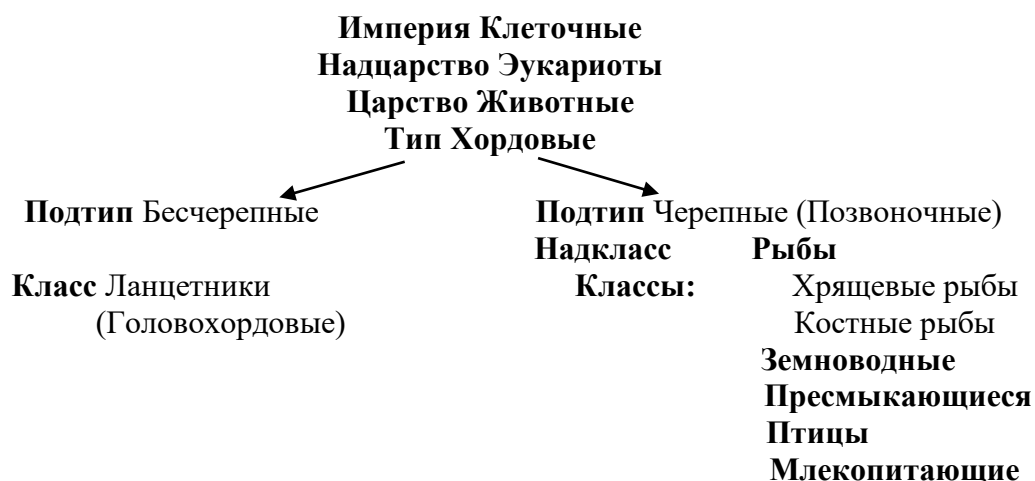 Империя Клеточные
Надцарство Эукариоты
Царство Животные
Тип Хордовые
Подтип Бесчерепные
Подтип Черепные (Позвоночные)
Надкласс Рыбы
Класс Ланцетники
(Головохордовые)
Классы: Хрящевые рыбы
Костные рыбы
Земноводные
Пресмыкающиеся
Птицы
Млекопитающие